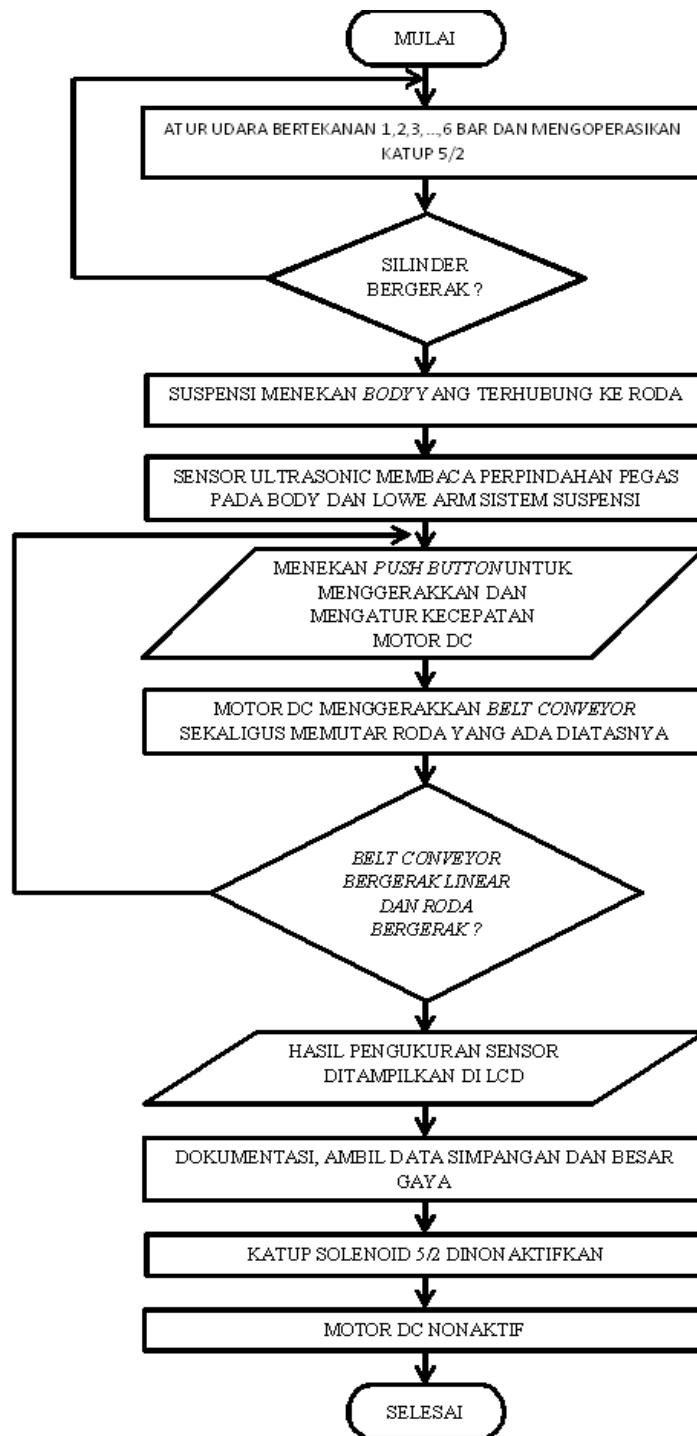 MULAI
ATUR UDARA BERTEKANAN 1,2,3,...,6 BAR DAN MENGOPERASIKAN
KATUP 5/2
SILINDER
BERGERAK ?
SUSPENSI MENEKAN BODY YANG TERHUBUNG KE RODA
SENSOR ULTRASONIC MEMBACA PERPINDAHAN PEGAS
PADA BODY DAN LOWE ARM SISTEM SUSPENSI
MENEKAN PUSH BUTTON UNTUK
MENGGERAKKAN DAN
MENGATUR KECEPATAN
MOTOR DC
MOTOR DC MENGGERAKKAN BELT CONVEYOR
SEKALIGUS MEMUTAR RODA YANG ADA DIATASNYA
BELT CONVEYOR
BERGERAK LINEAR
DAN RODA
BERGERAK ?
HASIL PENGUKURAN SENSOR
DITAMPILKAN DI LCD
DOKUMENTASI, AMBIL DATA SIMPANGAN DAN BESAR
GAYA
KATUP SOLENOID 5/2 DINONAKTIFKAN
MOTOR DC NONAKTIF
SELESAI